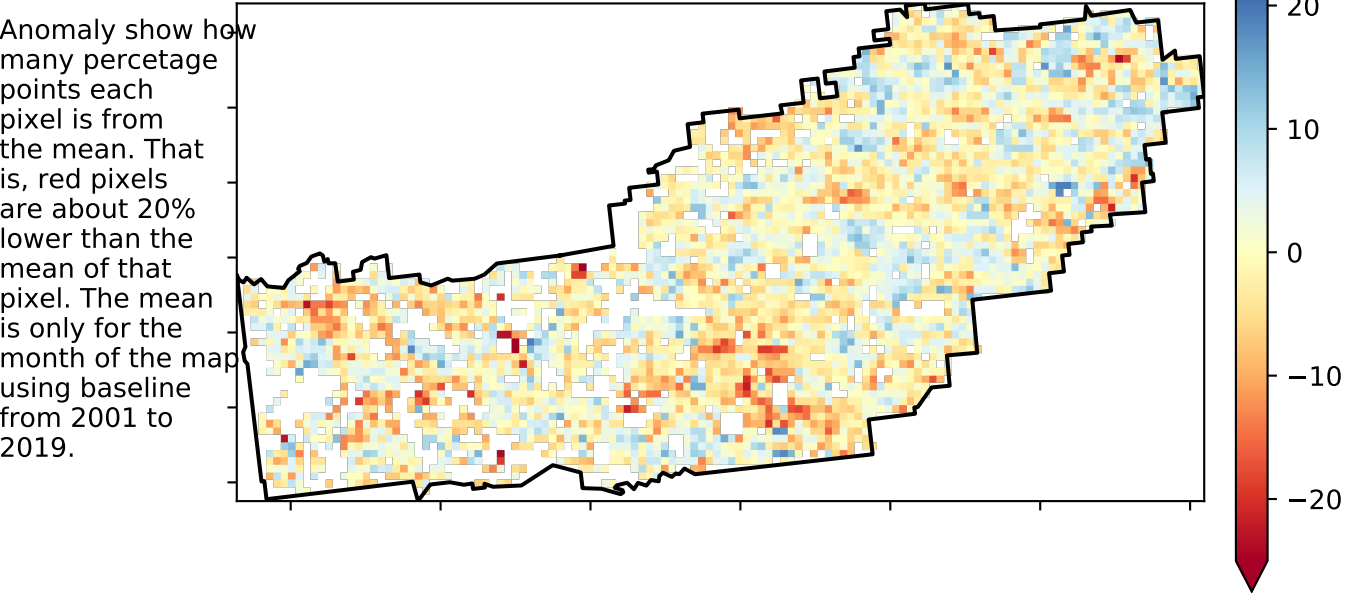 Anomaly show how
many percetage
points each
pixel is from
the mean. That
is, red pixels
are about 20%
lower than the
mean of that
pixel. The mean
is only for the
month of the map
using baseline
from 2001 to
2019.
20
10
0
−10
−20